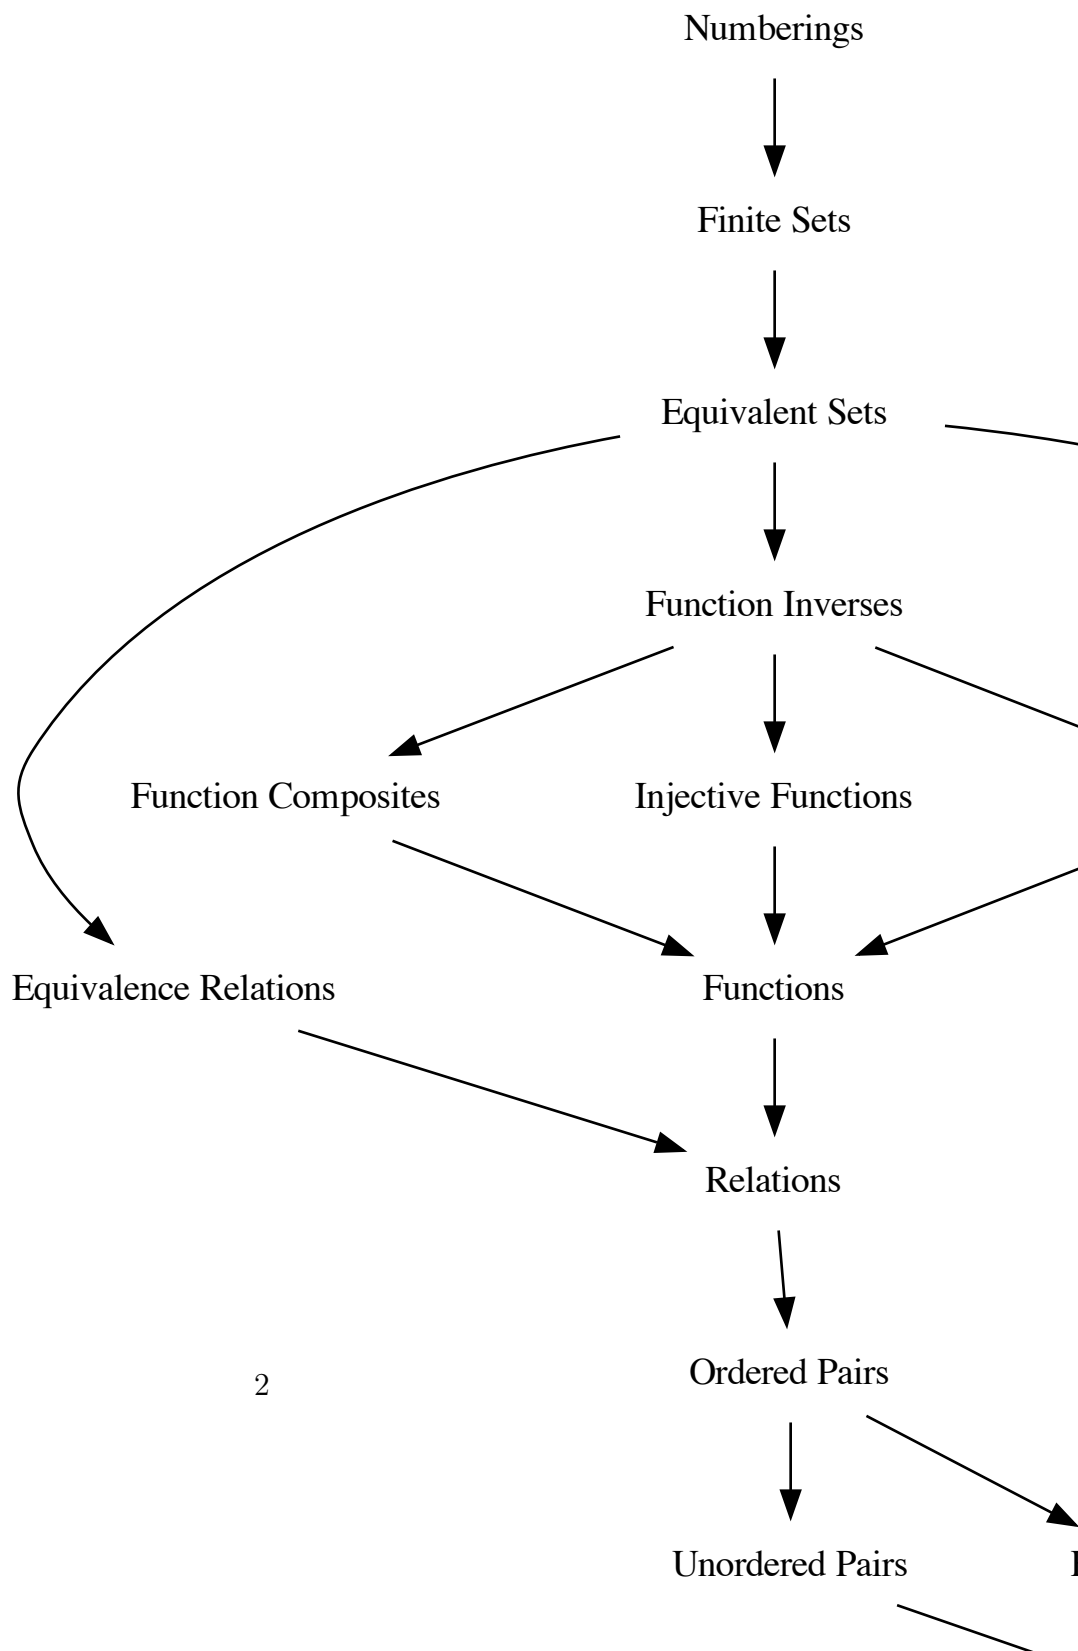 Numberings
Finite Sets
Equivalent Sets
Function Inverses
Function Composites
Injective Functions
Equivalence Relations
Functions
Relations
Ordered Pairs
2
Unordered Pairs